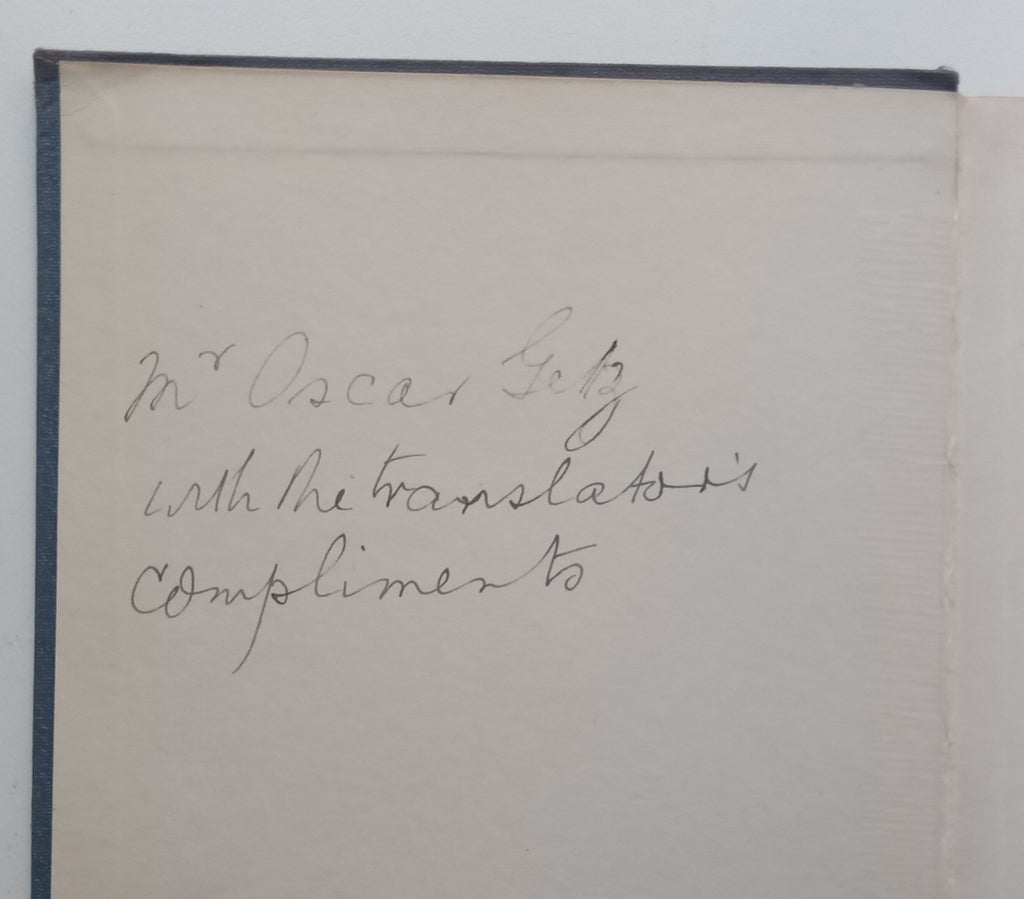 Mr Oscar Getz
with the translator's
compliments